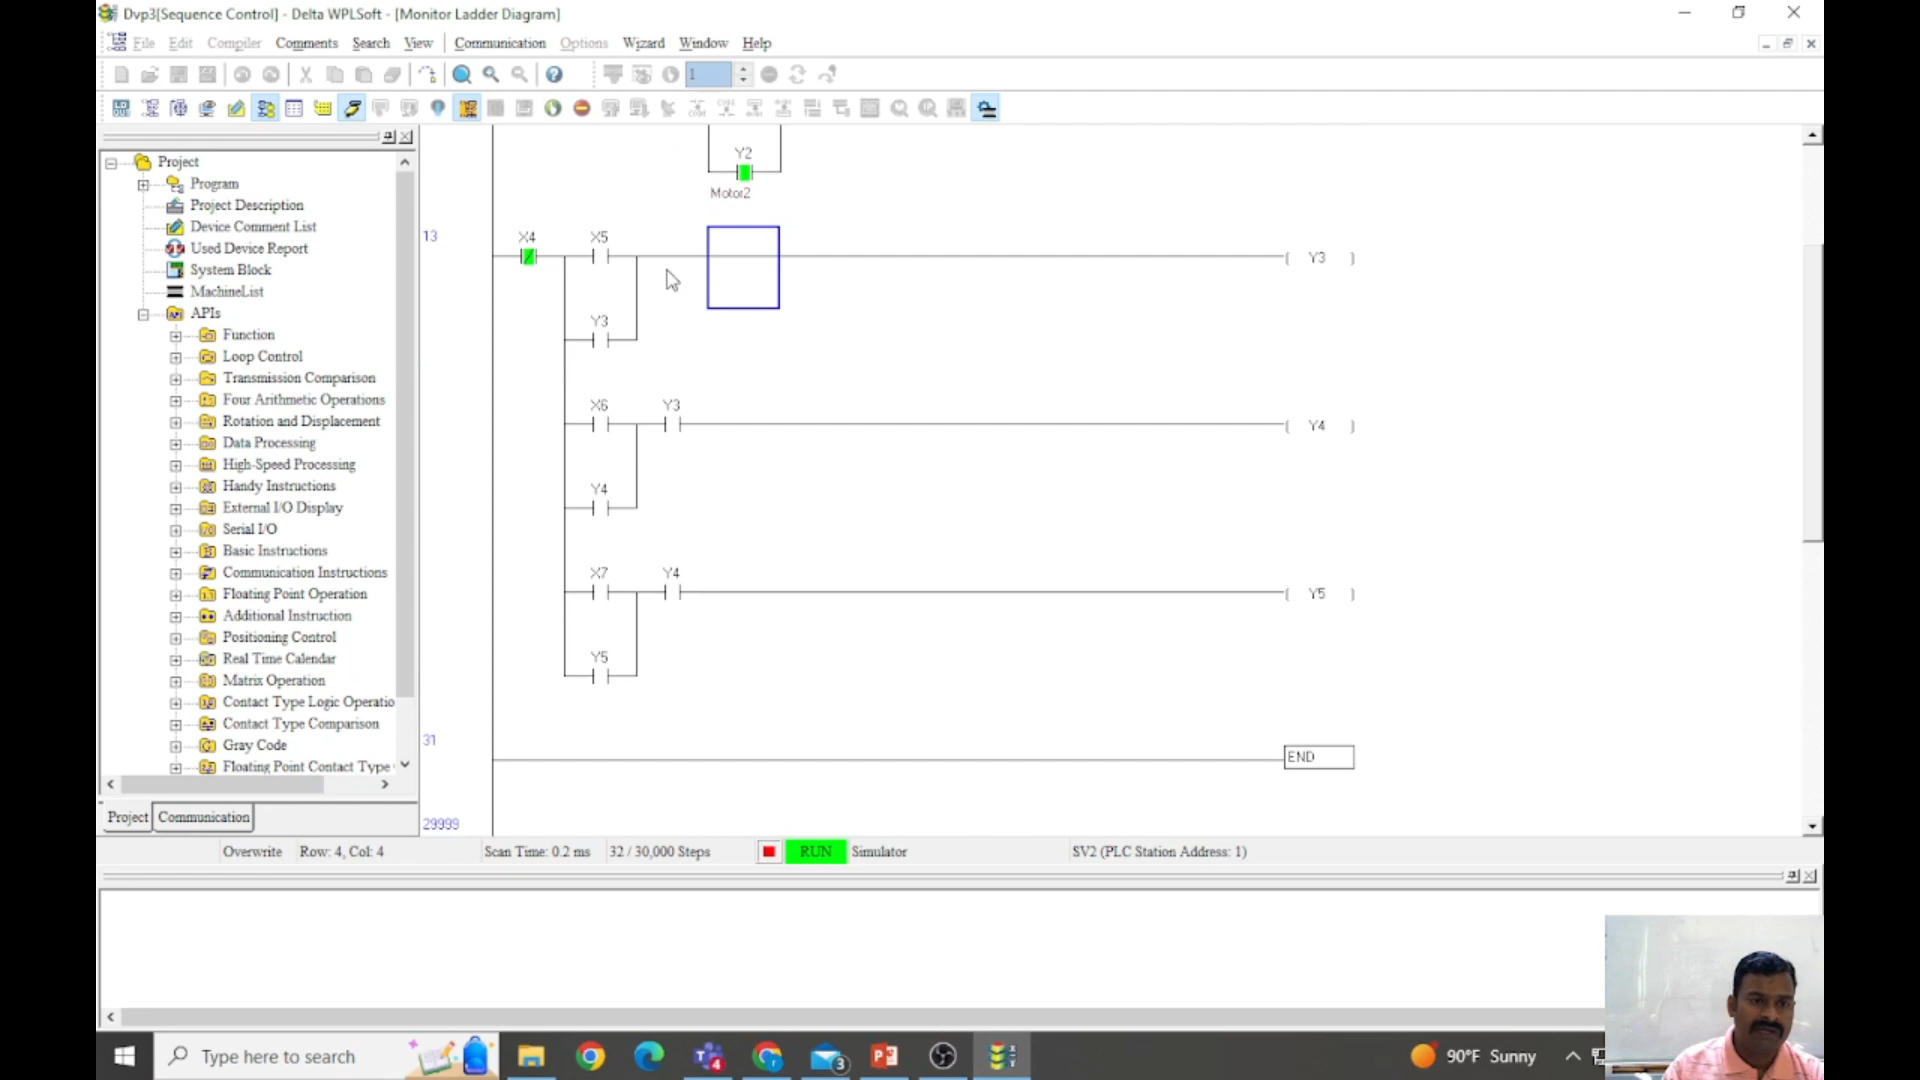 Dvp3[Sequence Control] - Delta WPLSoft - [Monitor Ladder Diagram]
File Edit Compiler Comments Search View Communication Options Wizard Window Help
1
Project
Program
Project Description
Device Comment List
Used Device Report
System Block
MachineList
APIs
Function
Loop Control
Transmission Comparison
Four Arithmetic Operations
Rotation and Displacement
Data Processing
High-Speed Processing
Handy Instructions
External I/O Display
Serial I/O
Basic Instructions
Communication Instructions
Floating Point Operation
Additional Instruction
Positioning Control
Real Time Calendar
Matrix Operation
Contact Type Logic Operatio
Contact Type Comparison
Gray Code
Floating Point Contact Type
Project Communication
Y2
Motor2
13
X4 X5
Y3
Y3
X6 Y3
Y4
Y4
X7 Y4
Y5
Y5
31
END
29999
Overwrite Row: 4, Col: 4 Scan Time: 0.2 ms 32 / 30,000 Steps RUN Simulator SV2 (PLC Station Address: 1)
Type here to search
4
3
90°F Sunny